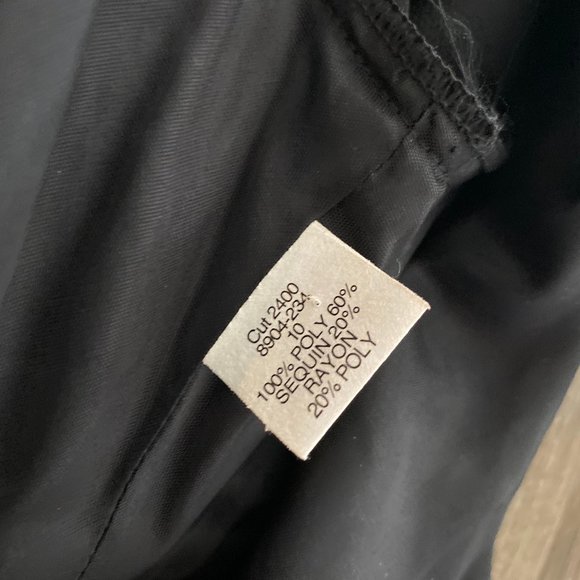 Cut 2400
8904-234
10
100% POLY 60%
SEQUIN 20%
RAYON
20% POLY